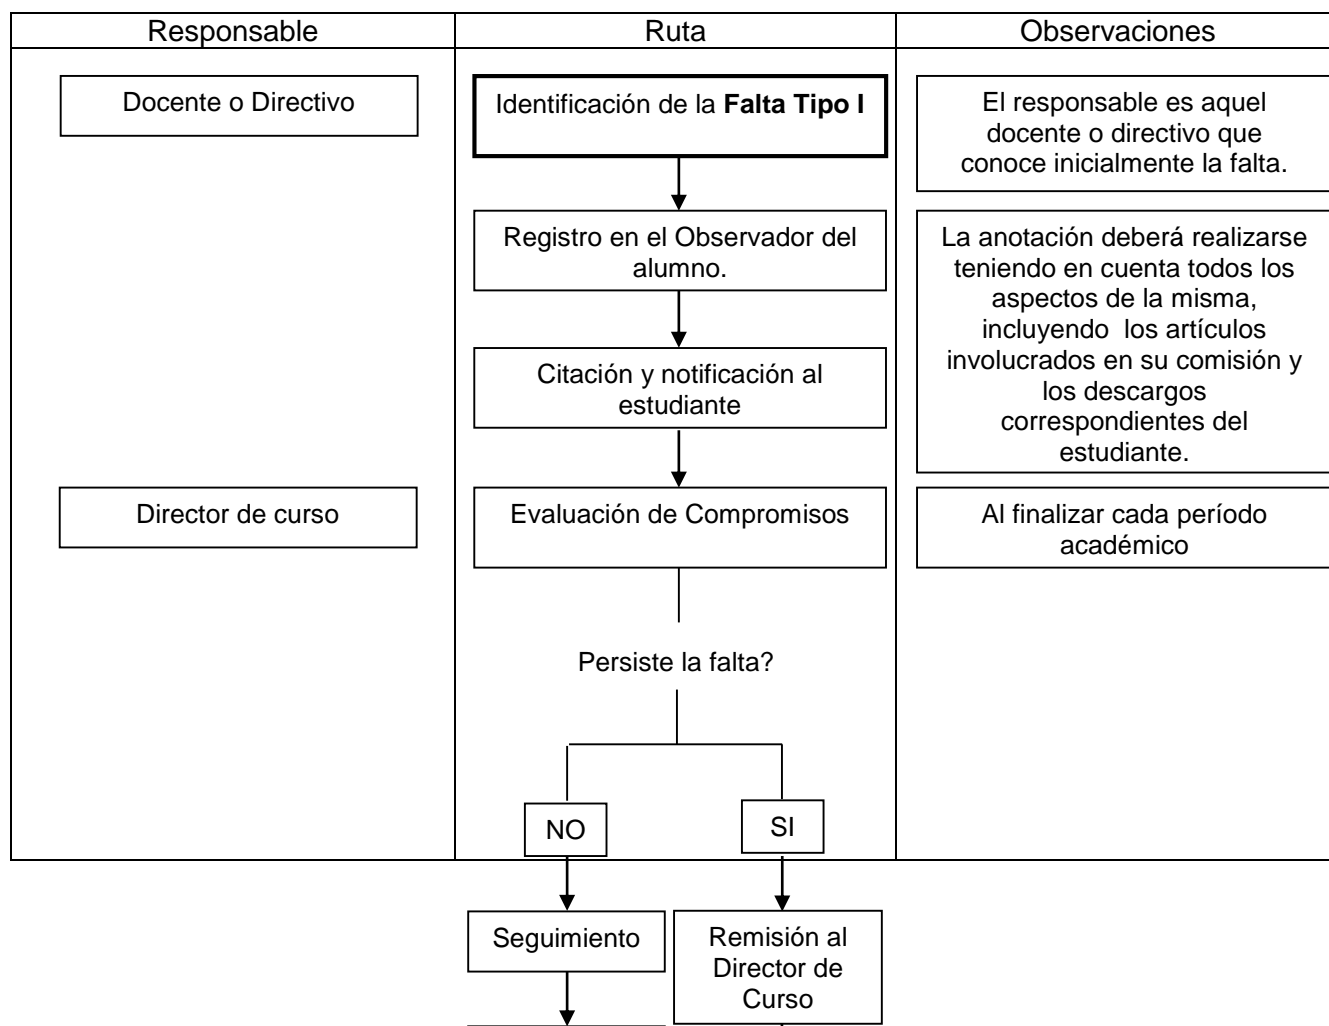 Responsable
Ruta
Observaciones
Docente o Directivo
Identificación de la Falta Tipo I
El responsable es aquel
docente o directivo que
conoce inicialmente la falta.
Registro en el Observador del
alumno.
La anotación deberá realizarse
teniendo en cuenta todos los
aspectos de la misma,
incluyendo los artículos
involucrados en su comisión y
los descargos
correspondientes del
estudiante.
Citación y notificación al
estudiante
Director de curso
Evaluación de Compromisos
Al finalizar cada período
académico
Persiste la falta?
NO
SI
Seguimiento
Remisión al
Director de
Curso